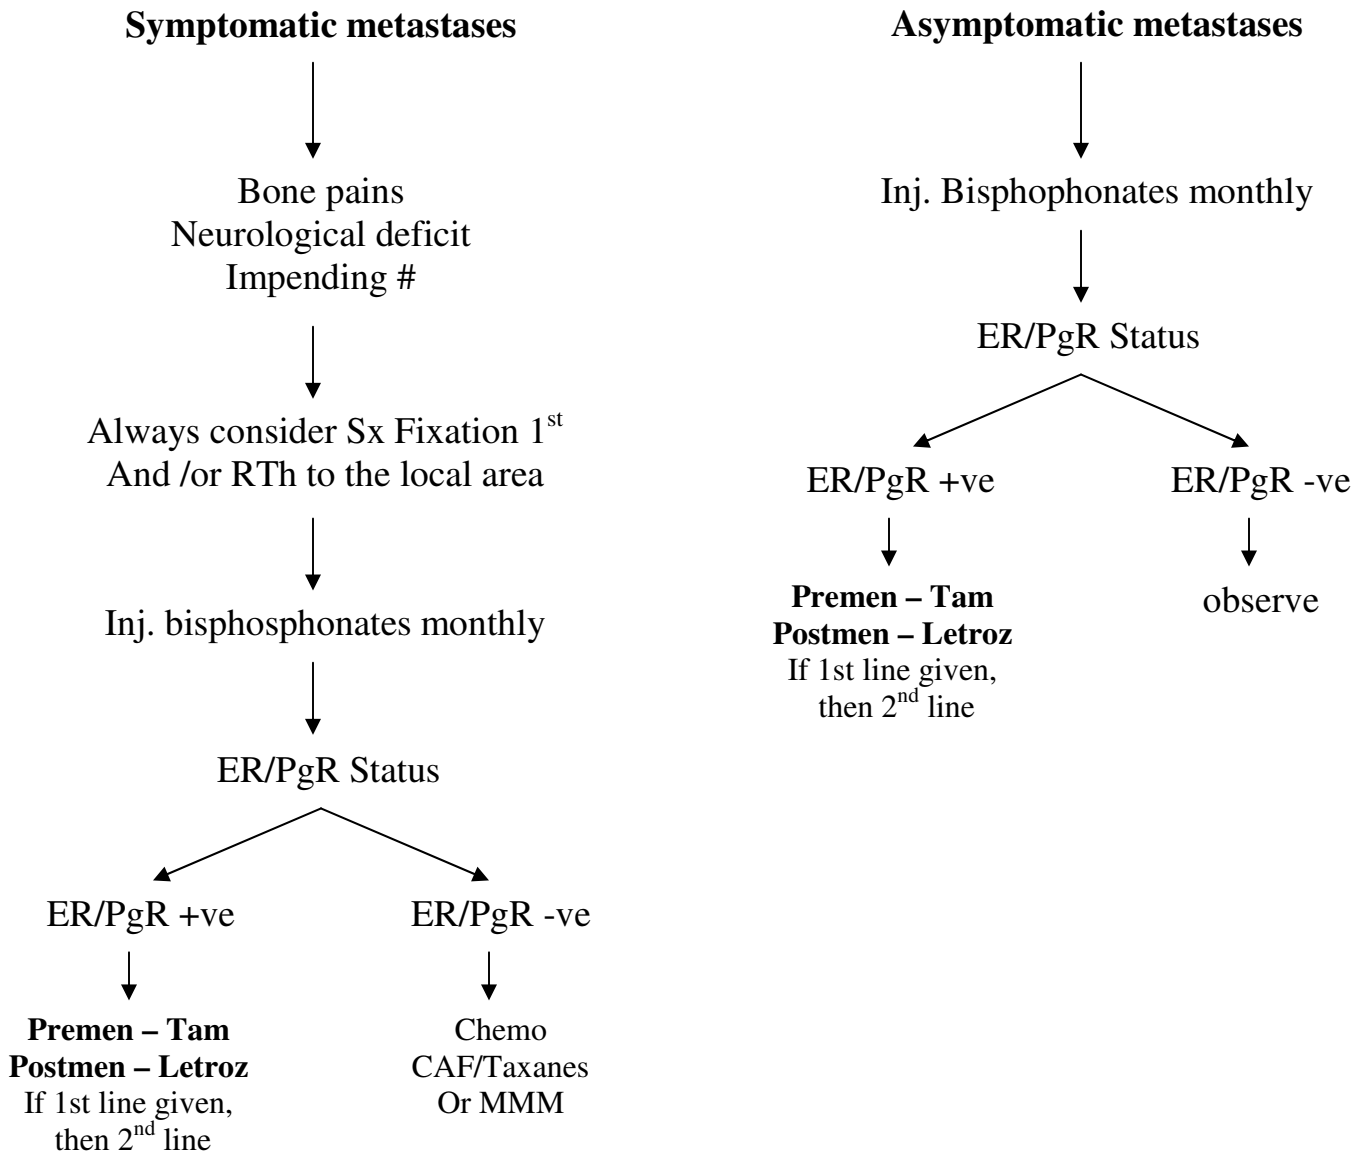 Symptomatic metastases
Bone pains
Neurological deficit
Impending #
Always consider Sx Fixation 1st
And /or RTh to the local area
Inj. bisphosphonates monthly
ER/PgR Status
ER/PgR +ve
ER/PgR -ve
Premen – Tam
Postmen – Letroz
If 1st line given,
then 2nd line
Chemo
CAF/Taxanes
Or MMM
Asymptomatic metastases
Inj. Bisphophonates monthly
ER/PgR Status
ER/PgR +ve
ER/PgR -ve
Premen – Tam
Postmen – Letroz
If 1st line given,
then 2nd line
observe